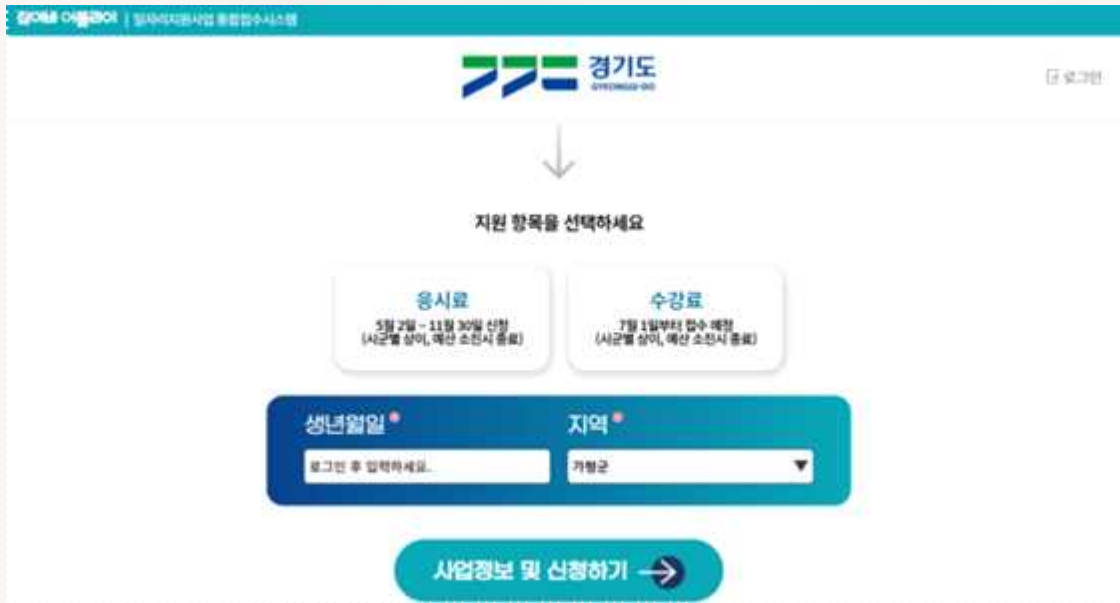 잡아바 어플라이 | 일자리지원사업 통합접수시스템
경기도
GYEONGGI-DO
로그인
지원 항목을 선택하세요
응시료
5월 2일 ~ 11월 30일 신청
(시군별 상이, 예산 소진시 종료)
수강료
7월 1일부터 접수 예정
(시군별 상이, 예산 소진시 종료)
생년월일 *
지역 *
로그인 후 입력하세요.
가평군
사업정보 및 신청하기